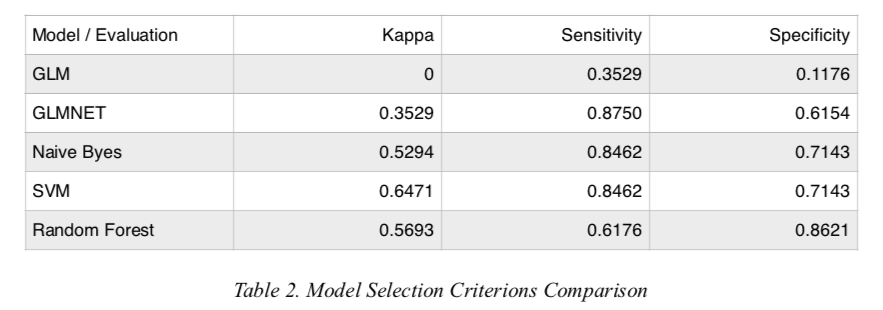 Model / Evaluation Kappa Sensitivity Specificity
GLM 0 0.3529 0.1176
GLMNET 0.3529 0.8750 0.6154
Naive Byes 0.5294 0.8462 0.7143
SVM 0.6471 0.8462 0.7143
Random Forest 0.5693 0.6176 0.8621
Table 2. Model Selection Criterions Comparison